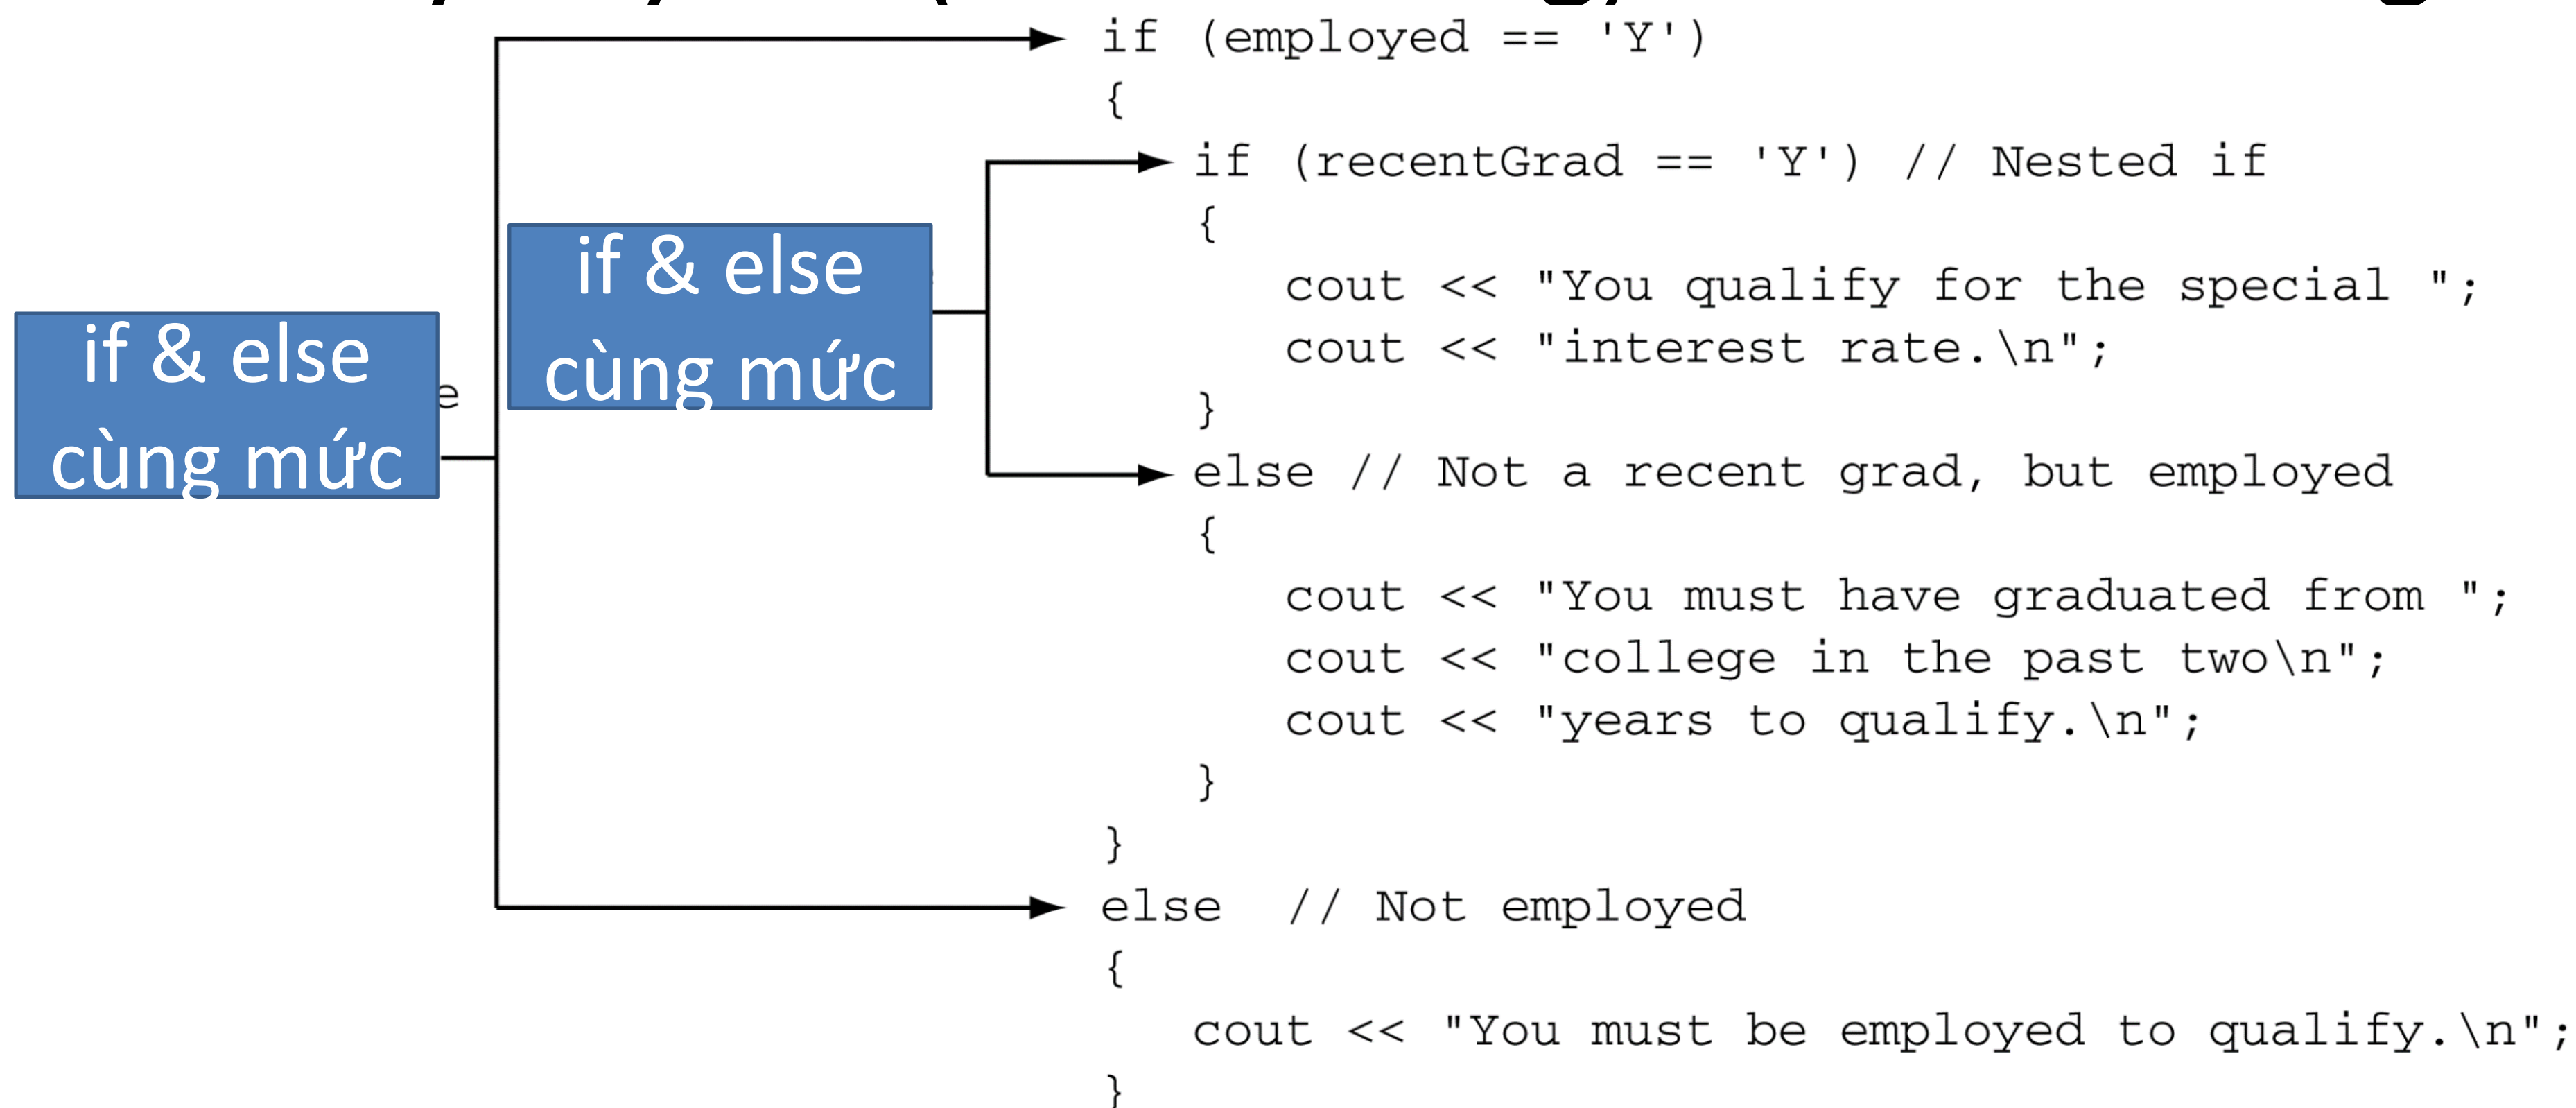 if (employed == 'Y')
{
if (recentGrad == 'Y') // Nested if
{
cout << "You qualify for the special ";
cout << "interest rate.\n";
}
else // Not a recent grad, but employed
{
cout << "You must have graduated from ";
cout << "college in the past two\n";
cout << "years to qualify.\n";
}
}
else // Not employed
{
cout << "You must be employed to qualify.\n";
}
if & else
cùng mức
if & else
cùng mức